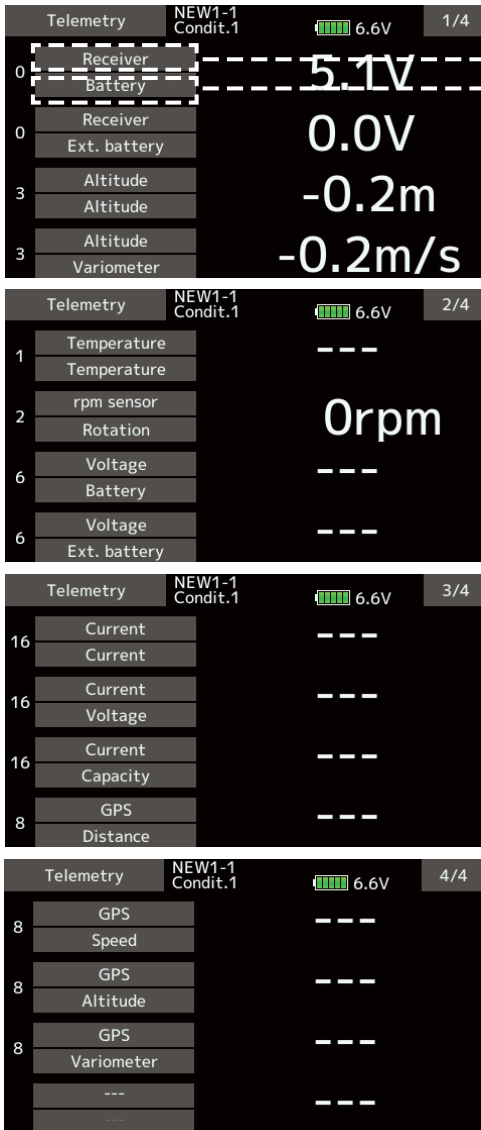 Telemetry
NEW1-1
Condit.1
6.6V
1/4
0
Receiver
Battery
5.1V
0
Receiver
Ext. battery
0.0V
3
Altitude
Altitude
-0.2m
3
Altitude
Variometer
-0.2m/s
Telemetry
NEW1-1
Condit.1
6.6V
2/4
1
Temperature
Temperature
---
2
rpm sensor
Rotation
0rpm
6
Voltage
Battery
---
6
Voltage
Ext. battery
---
Telemetry
NEW1-1
Condit.1
6.6V
3/4
16
Current
Current
---
16
Current
Voltage
---
16
Current
Capacity
---
8
GPS
Distance
---
Telemetry
NEW1-1
Condit.1
6.6V
4/4
8
GPS
Speed
---
8
GPS
Altitude
---
8
GPS
Variometer
---
---
---
---